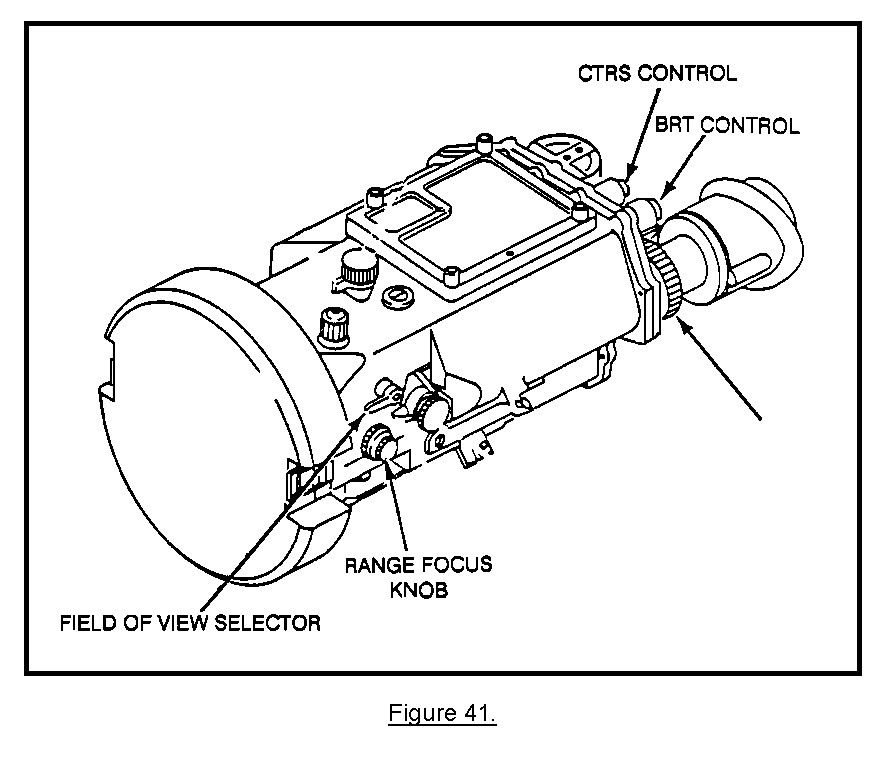 CTRS CONTROL
BRT CONTROL
RANGE FOCUS
KNOB
FIELD OF VIEW SELECTOR
Figure 41.